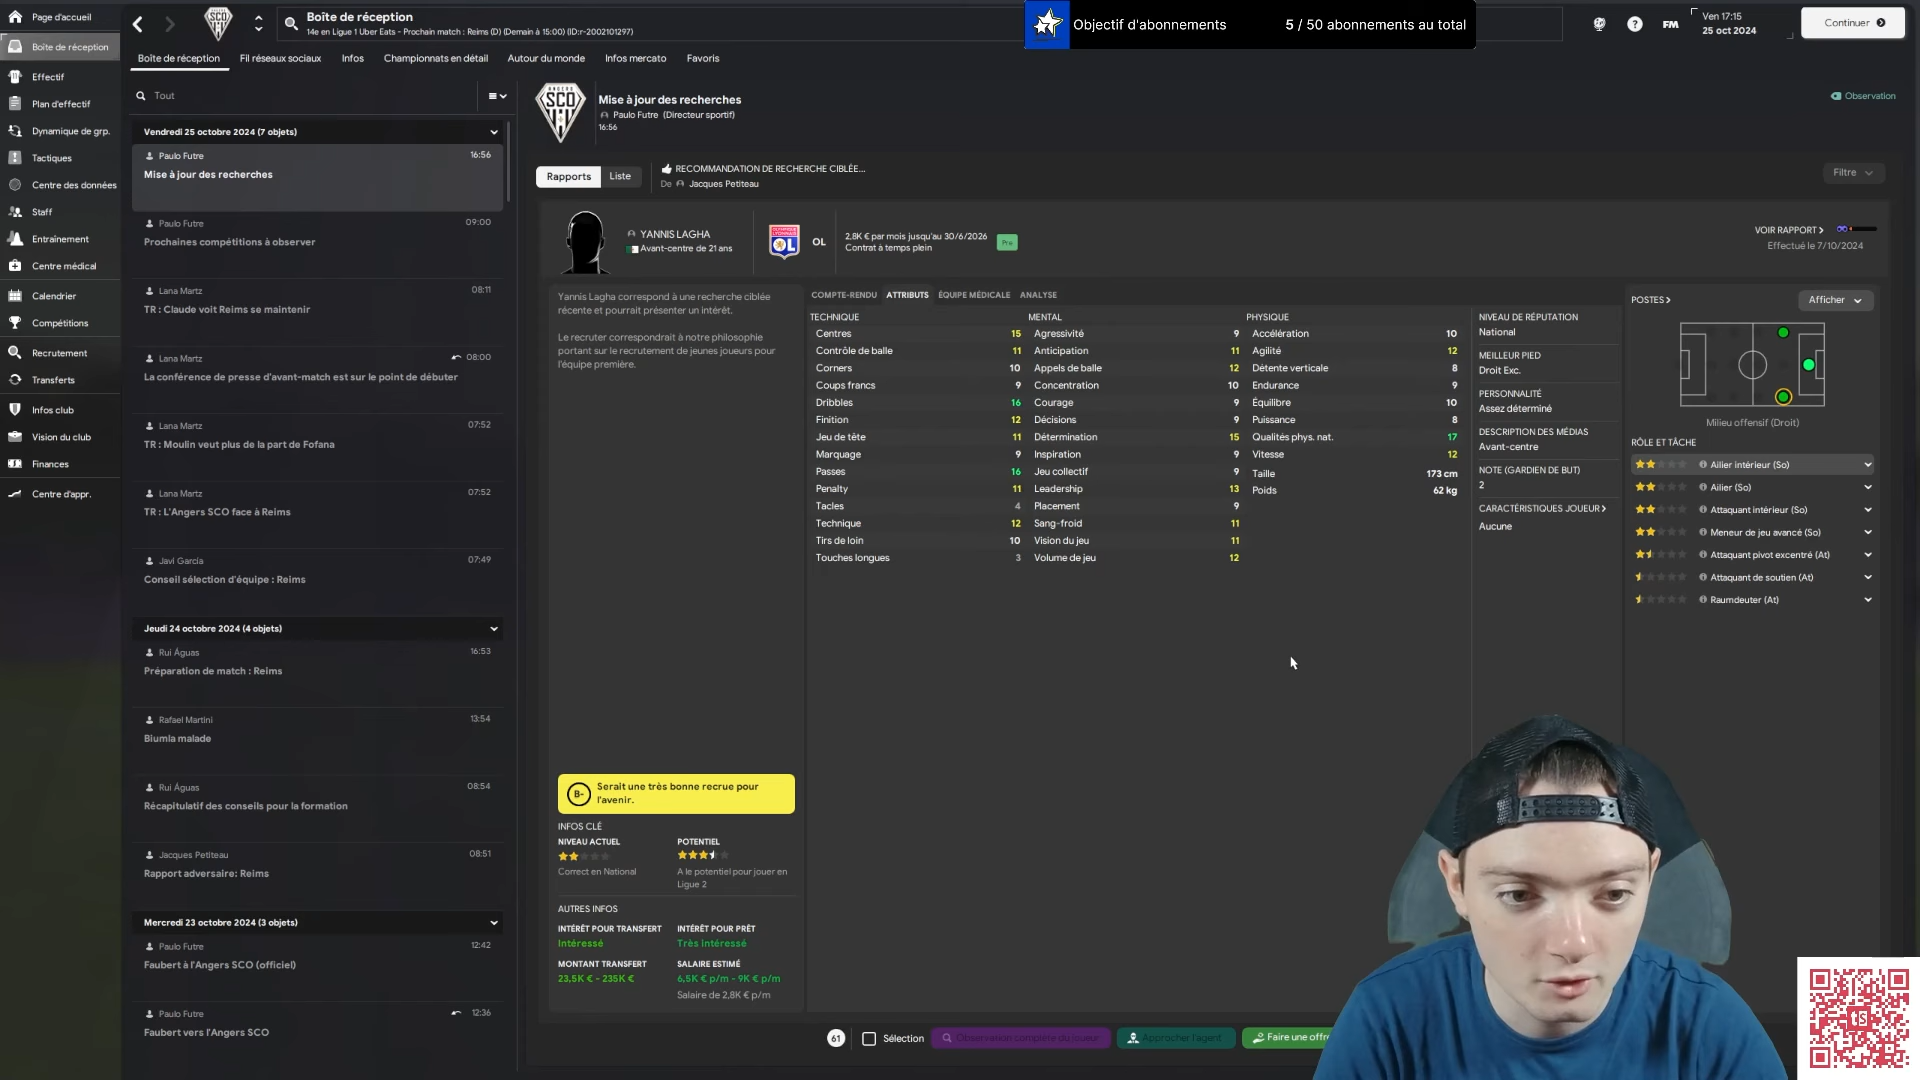 Page d'accueil
Boîte de réception
Effectif
Plan d'effectif
Dynamique de grp.
Tactiques
Centre des données
Staff
Entraînement
Centre médical
Calendrier
Compétitions
Recrutement
Transferts
Infos club
Vision du club
Finances
Centre d'appr.
SCO
Boîte de réception
14e en Ligue 1 Uber Eats - Prochain match : Reims (D) (Demain à 15:00) (ID:r-2002101297)
Objectif d'abonnements
5 / 50 abonnements au total
FM
Ven 17:15
25 oct 2024
Continuer
Boîte de réception
Fil réseaux sociaux
Infos
Championnats en détail
Autour du monde
Infos mercato
Favoris
Tout
Vendredi 25 octobre 2024 (7 objets)
Paulo Futre 16:56
Mise à jour des recherches
Paulo Futre 09:00
Prochaines compétitions à observer
Lana Martz 08:11
TR : Claude voit Reims se maintenir
Lana Martz 08:00
La conférence de presse d'avant-match est sur le point de débuter
Lana Martz 07:52
TR : Moulin veut plus de la part de Fofana
Lana Martz 07:52
TR : L'Angers SCO face à Reims
Javi García 07:49
Conseil sélection d'équipe : Reims
Jeudi 24 octobre 2024 (4 objets)
Rui Águas 16:53
Préparation de match : Reims
Rafael Martini 13:54
Biumla malade
Rui Águas 08:54
Récapitulatif des conseils pour la formation
Jacques Petiteau 08:51
Rapport adversaire: Reims
Mercredi 23 octobre 2024 (3 objets)
Paulo Futre 12:42
Faubert à l'Angers SCO (officiel)
Paulo Futre 12:36
Faubert vers l'Angers SCO
SCO
Mise à jour des recherches
Paulo Futre (Directeur sportif)
16:56
Observation
Rapports
Liste
RECOMMANDATION DE RECHERCHE CIBLÉE...
De Jacques Petiteau
Filtre
YANNIS LAGHA
Avant-centre de 21 ans
OL
OL
2,8K € par mois jusqu'au 30/6/2026
Contrat à temps plein
Pre
VOIR RAPPORT
Effectué le 7/10/2024
Yannis Lagha correspond à une recherche ciblée
récente et pourrait présenter un intérêt.
Le recruter correspondrait à notre philosophie
portant sur le recrutement de jeunes joueurs pour
l'équipe première.
B-
Serait une très bonne recrue pour
l'avenir.
INFOS CLÉ
NIVEAU ACTUEL
Correct en National
POTENTIEL
A le potentiel pour jouer en
Ligue 2
AUTRES INFOS
INTÉRÊT POUR TRANSFERT
Intéressé
INTÉRÊT POUR PRÊT
Très intéressé
MONTANT TRANSFERT
23,5K € - 235K €
SALAIRE ESTIMÉ
6,5K € p/m - 9K € p/m
Salaire de 2,8K € p/m
COMPTE-RENDU
ATTRIBUTS
ÉQUIPE MÉDICALE
ANALYSE
TECHNIQUE
Centres 15
Contrôle de balle 11
Corners 10
Coups francs 9
Dribbles 16
Finition 12
Jeu de tête 11
Marquage 9
Passes 16
Penalty 11
Tacles 4
Technique 12
Tirs de loin 10
Touches longues 3
MENTAL
Agressivité 9
Anticipation 11
Appels de balle 12
Concentration 10
Courage 9
Décisions 9
Détermination 15
Inspiration 9
Jeu collectif 9
Leadership 13
Placement 9
Sang-froid 11
Vision du jeu 11
Volume de jeu 12
PHYSIQUE
Accélération 10
Agilité 12
Détente verticale 8
Endurance 9
Équilibre 10
Puissance 8
Qualités phys. nat. 17
Vitesse 12
Taille 173 cm
Poids 62 kg
NIVEAU DE RÉPUTATION
National
MEILLEUR PIED
Droit Exc.
PERSONNALITÉ
Assez déterminé
DESCRIPTION DES MÉDIAS
Avant-centre
NOTE (GARDIEN DE BUT)
2
CARACTÉRISTIQUES JOUEUR
Aucune
POSTES
Afficher
Milieu offensif (Droit)
RÔLE ET TÂCHE
Ailier intérieur (So)
Ailier (So)
Attaquant intérieur (So)
Meneur de jeu avancé (So)
Attaquant pivot excentré (At)
Attaquant de soutien (At)
Raumdeuter (At)
61
Sélection
Observation complète du joueur
Approcher l'agent
Faire une offre